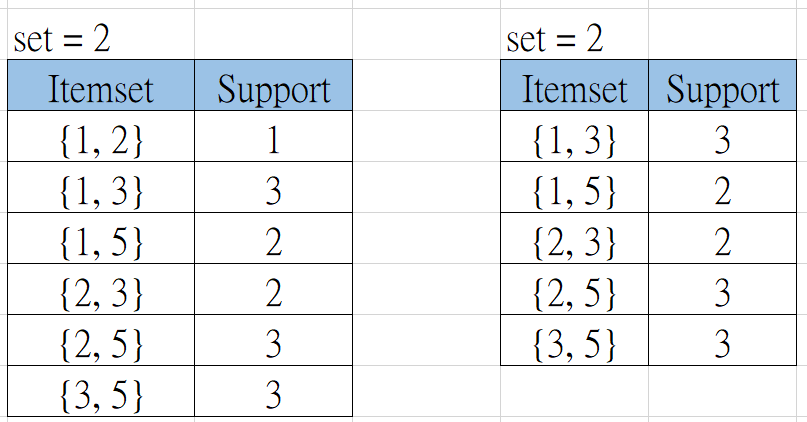 set = 2
Itemset Support
{1, 2} 1
{1, 3} 3
{1, 5} 2
{2, 3} 2
{2, 5} 3
{3, 5} 3
set = 2
Itemset Support
{1, 3} 3
{1, 5} 2
{2, 3} 2
{2, 5} 3
{3, 5} 3